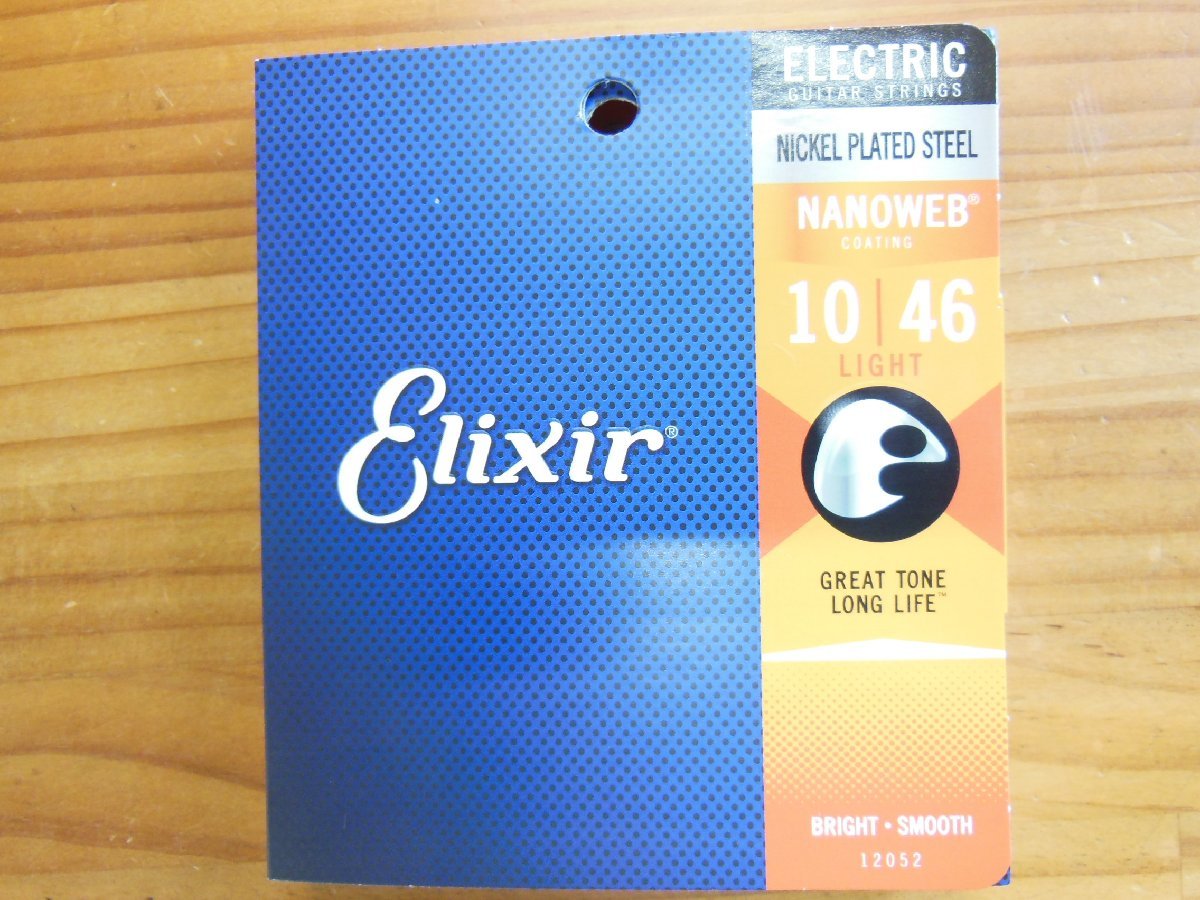 Elixir®
ELECTRIC
GUITAR STRINGS
NICKEL PLATED STEEL
NANOWEB®
COATING
10 | 46
LIGHT
GREAT TONE
LONG LIFE™
BRIGHT • SMOOTH
12052